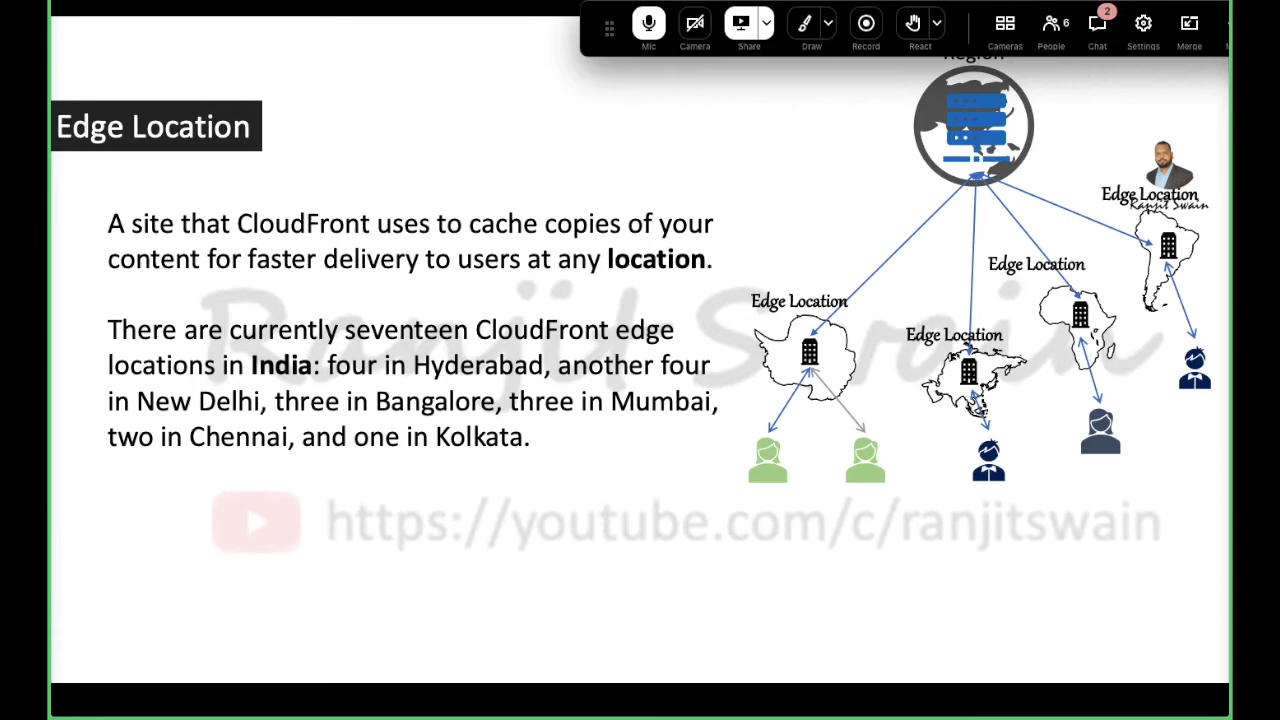 Mic
Camera
Share
Draw
Record
React
Cameras
People
6
Chat
2
Settings
Merge
Region
Edge Location
Edge Location
Ranjit Swain
A site that CloudFront uses to cache copies of your
content for faster delivery to users at any location.
Edge Location
Edge Location
Edge Location
There are currently seventeen CloudFront edge
locations in India: four in Hyderabad, another four
in New Delhi, three in Bangalore, three in Mumbai,
two in Chennai, and one in Kolkata.
Ranjit Swain
https://youtube.com/c/ranjitswain